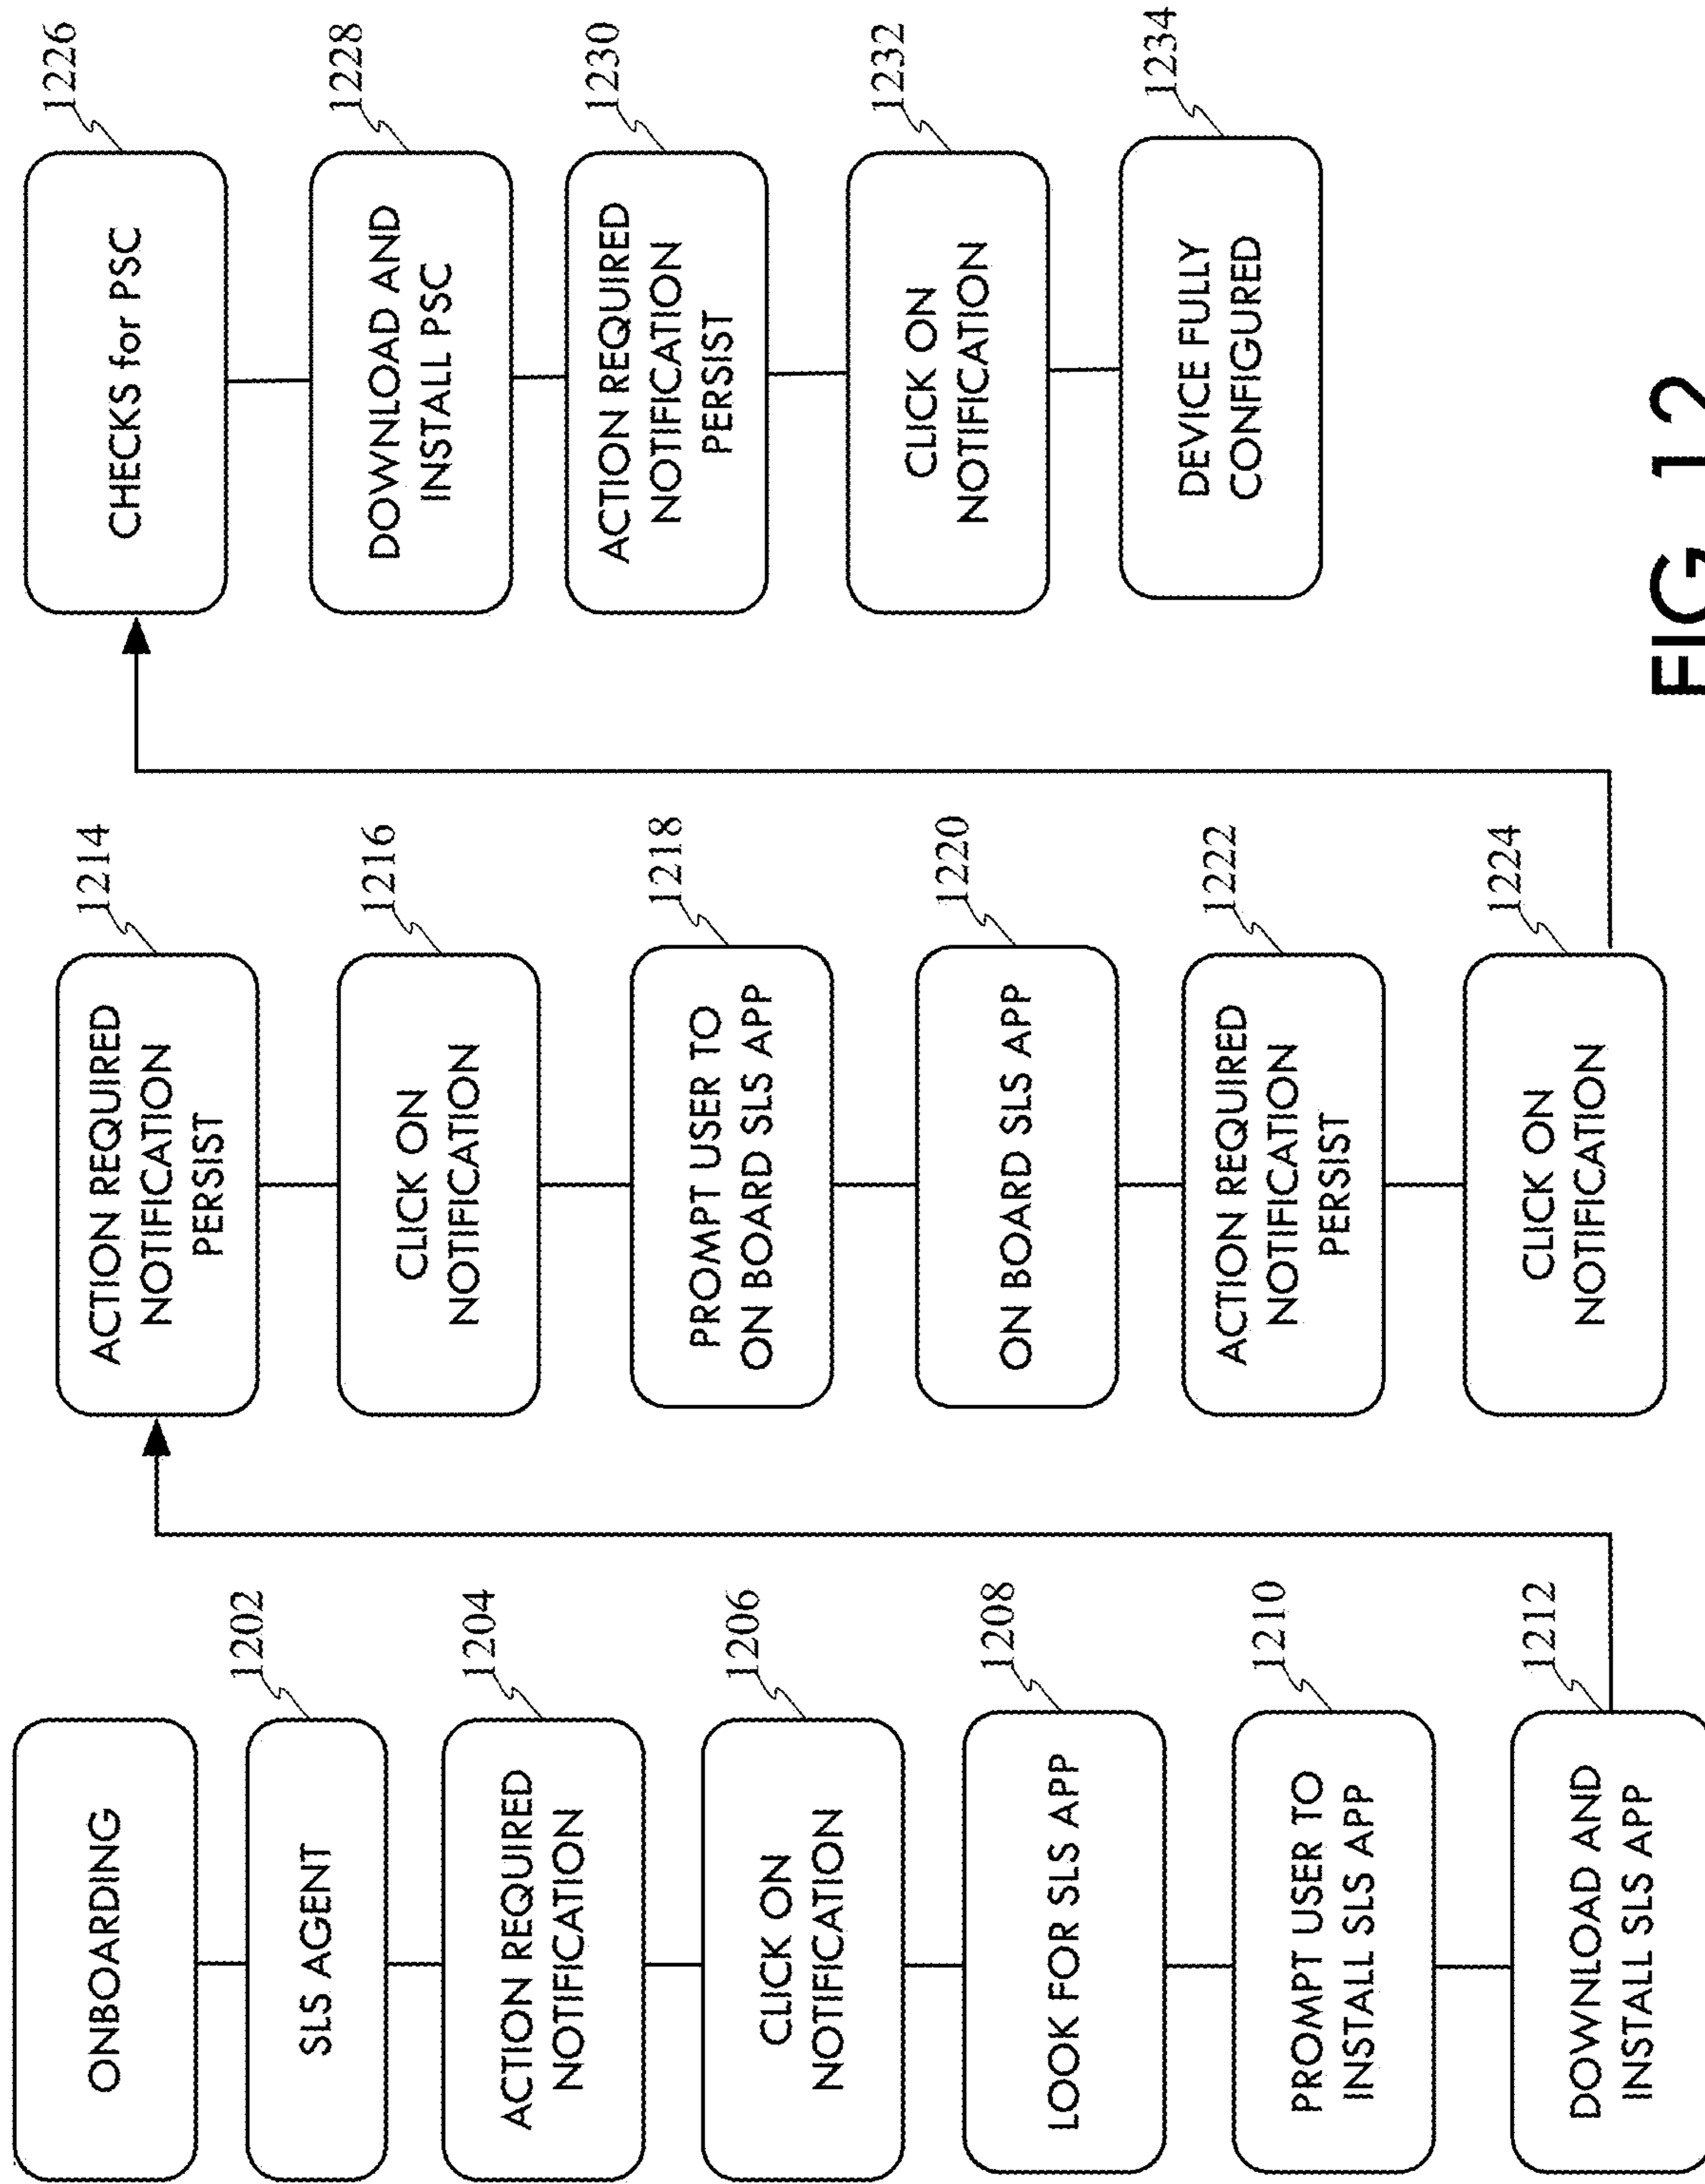 ONBOARDING
1202
SLS AGENT
1204
ACTION REQUIRED
NOTIFICATION
1206
CLICK ON
NOTIFICATION
1208
LOOK FOR SLS APP
1210
PROMPT USER TO
INSTALL SLS APP
1212
DOWNLOAD AND
INSTALL SLS APP
1214
ACTION REQUIRED
NOTIFICATION
PERSIST
1216
CLICK ON
NOTIFICATION
1218
PROMPT USER TO
ON BOARD SLS APP
1220
ON BOARD SLS APP
1222
ACTION REQUIRED
NOTIFICATION
PERSIST
1224
CLICK ON
NOTIFICATION
1226
CHECKS for PSC
1228
DOWNLOAD AND
INSTALL PSC
1230
ACTION REQUIRED
NOTIFICATION
PERSIST
1232
CLICK ON
NOTIFICATION
1234
DEVICE FULLY
CONFIGURED
FIG 12